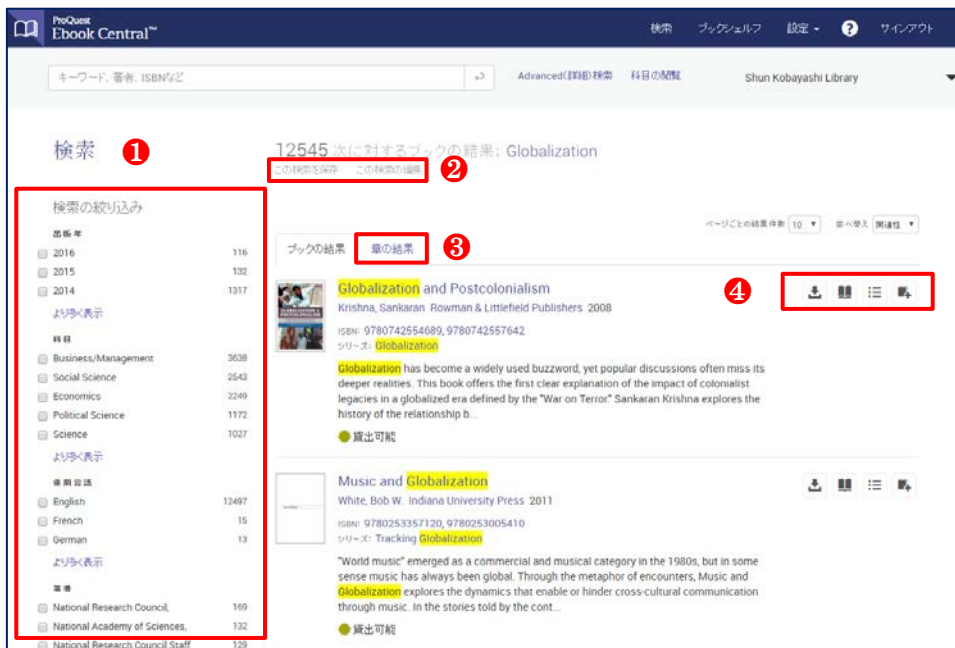 ProQuest
Ebook Central™
検索 ブックシェルフ 設定 ? サインアウト
キーワード、著者、ISBNなど
Advanced(詳細)検索 科目の閲覧 Shun Kobayashi Library
検索 ❶
12545 次に対するブックの結果: Globalization
この検索を保存 この検索の編集 ❷
検索の絞り込み
ページごとの結果件数 10 並べ替え 関連性
出版年
2016 116
2015 132
2014 1317
より多く表示
ブックの結果 章の結果 ❸
❹
Globalization and Postcolonialism
Krishna, Sankaran Rowman & Littlefield Publishers 2008
ISBN: 9780742554689, 9780742557642
シリーズ: Globalization
Globalization has become a widely used buzzword, yet popular discussions often miss its
deeper realities. This book offers the first clear explanation of the impact of colonialist
legacies in a globalized era defined by the "War on Terror." Sankaran Krishna explores the
history of the relationship b...
貸出可能
科目
Business/Management 3638
Social Science 2543
Economics 2249
Political Science 1172
Science 1027
より多く表示
使用言語
English 12497
French 15
German 13
より多く表示
著者
National Research Council, 169
National Academy of Sciences, 132
National Research Council Staff 129
Music and Globalization
White, Bob W. Indiana University Press 2011
ISBN: 9780253357120, 9780253005410
シリーズ: Tracking Globalization
"World music" emerged as a commercial and musical category in the 1980s, but in some
sense music has always been global. Through the metaphor of encounters, Music and
Globalization explores the dynamics that enable or hinder cross-cultural communication
through music. In the stories told by the cont...
貸出可能